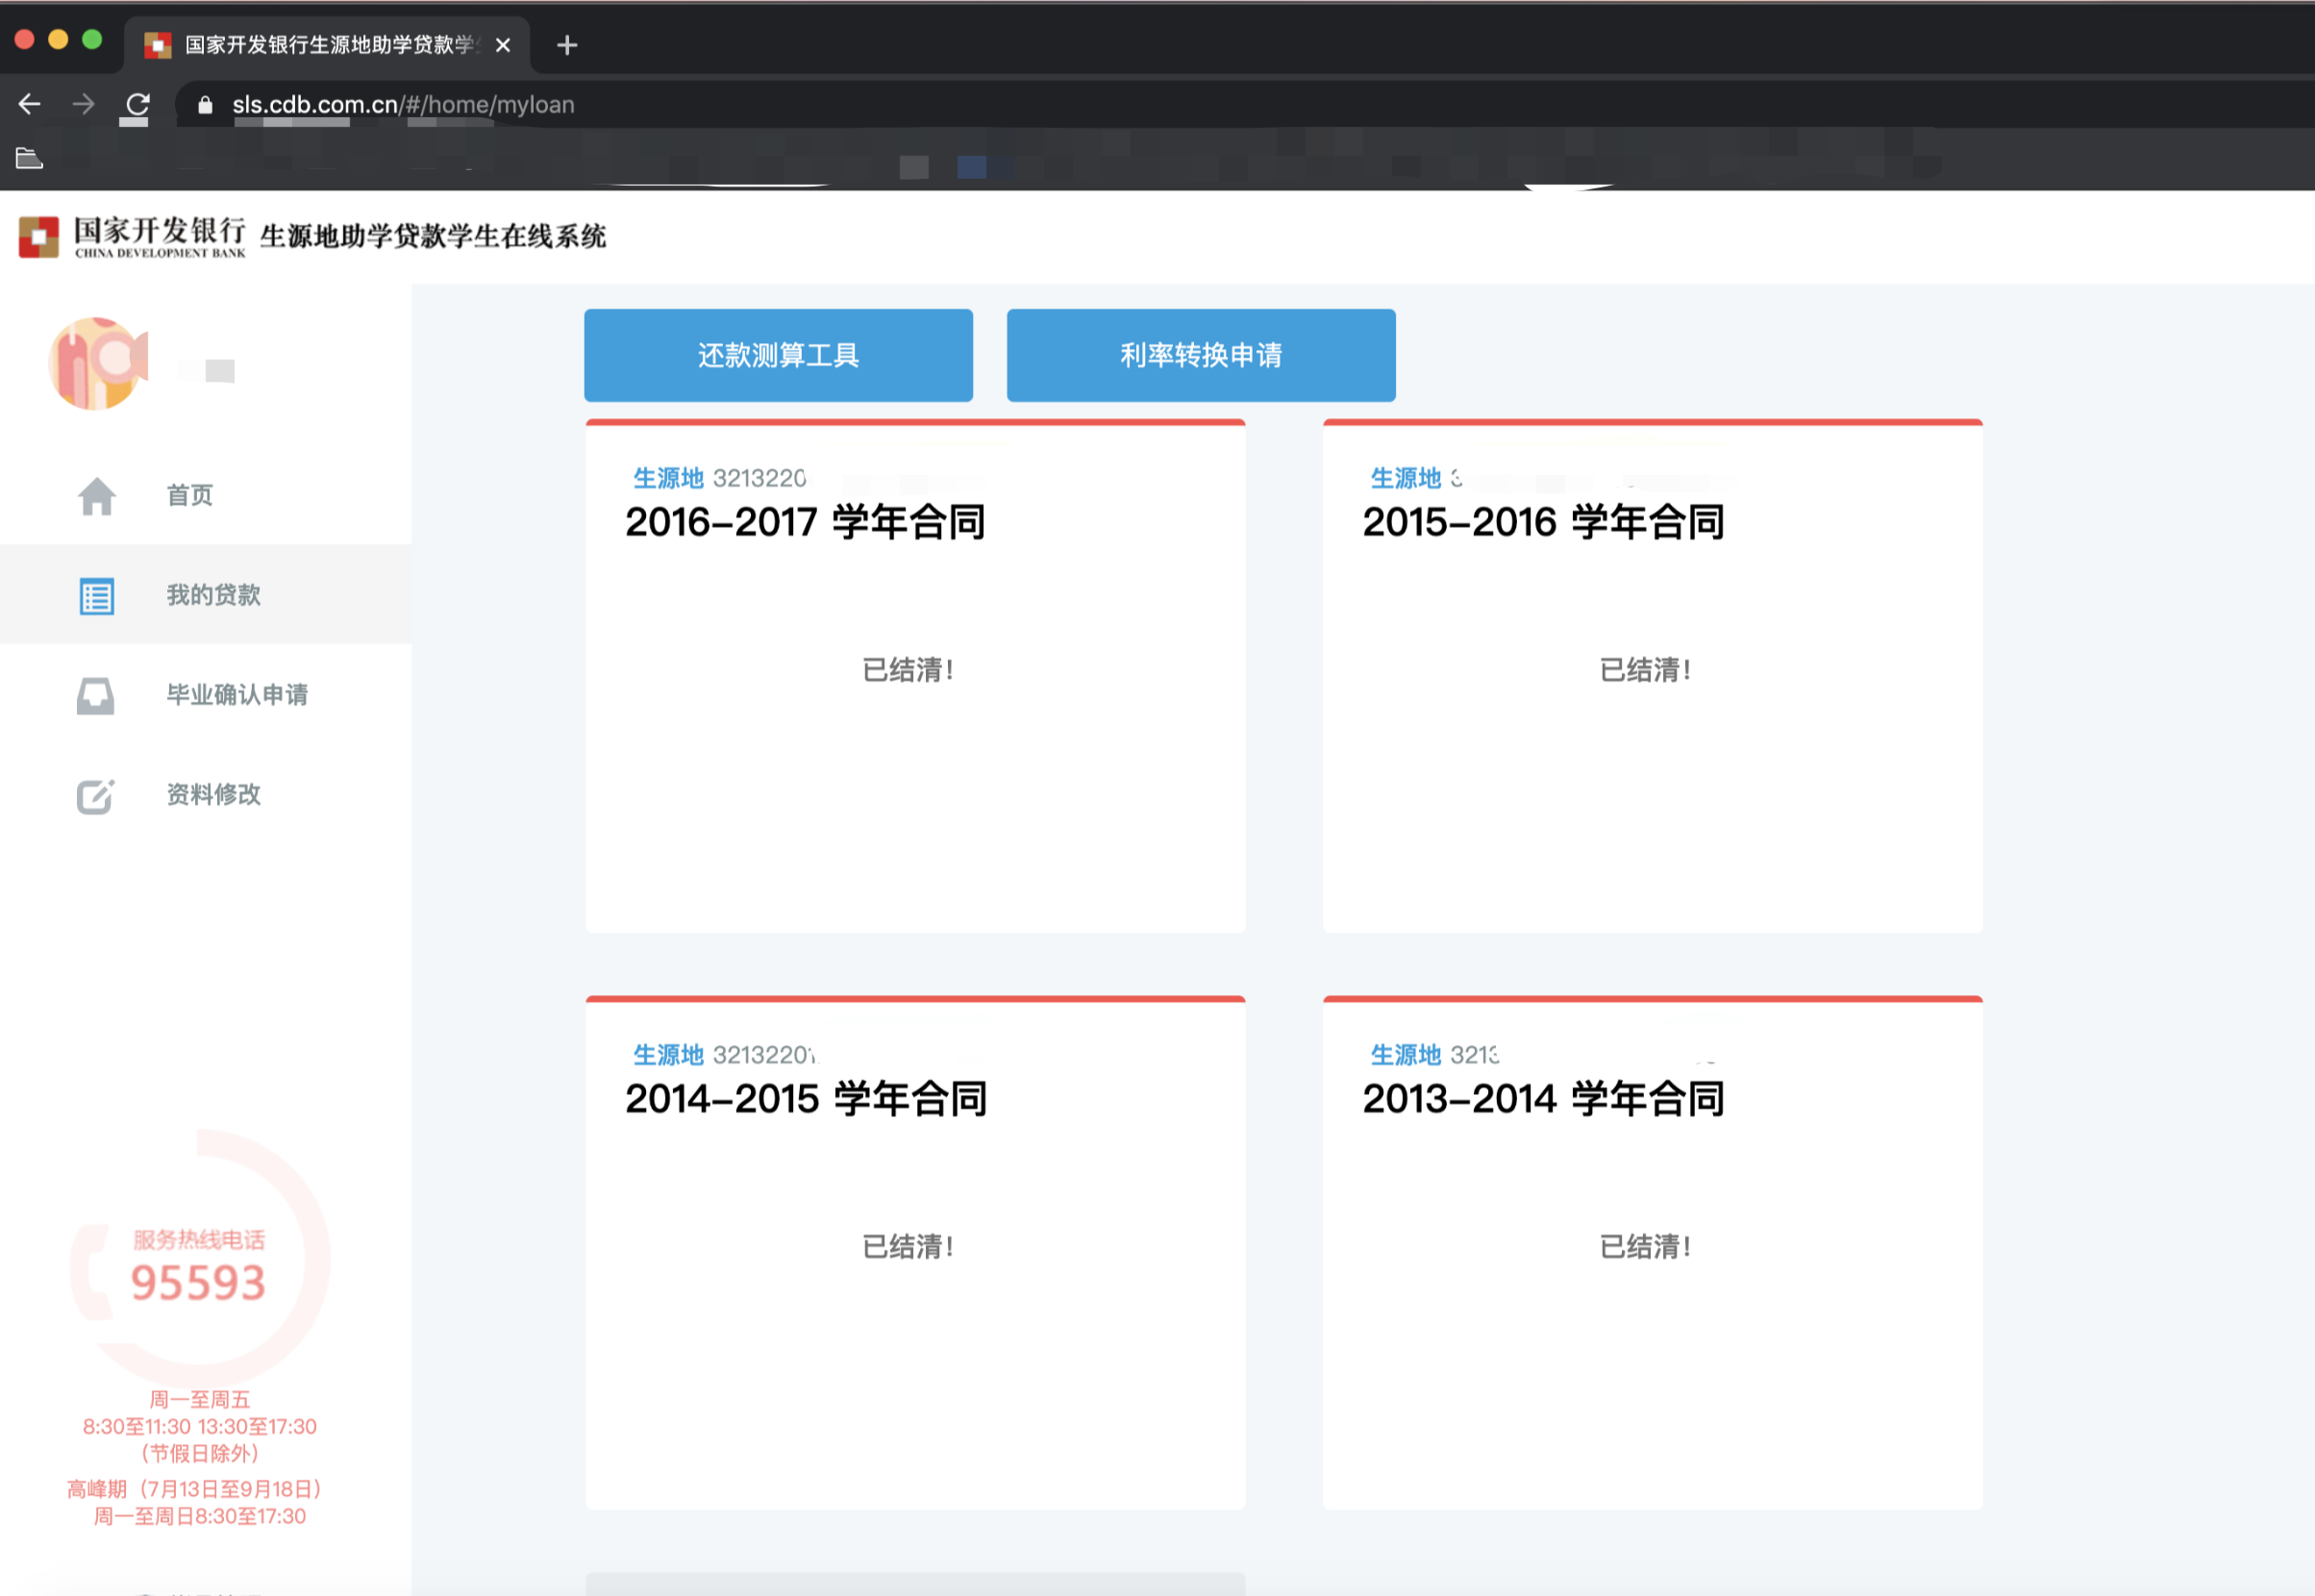 国家开发银行生源地助学贷款学
sls.cdb.com.cn/#/home/myloan
国家开发银行 生源地助学贷款学生在线系统
CHINA DEVELOPMENT BANK
还款测算工具
利率转换申请
首页
我的贷款
毕业确认申请
资料修改
生源地 3213220
2016-2017 学年合同
已结清!
生源地
2015-2016 学年合同
已结清!
生源地 32132201
2014-2015 学年合同
已结清!
生源地 3213
2013-2014 学年合同
已结清!
服务热线电话
95593
周一至周五
8:30至11:30 13:30至17:30
(节假日除外)
高峰期（7月13日至9月18日）
周一至周日8:30至17:30